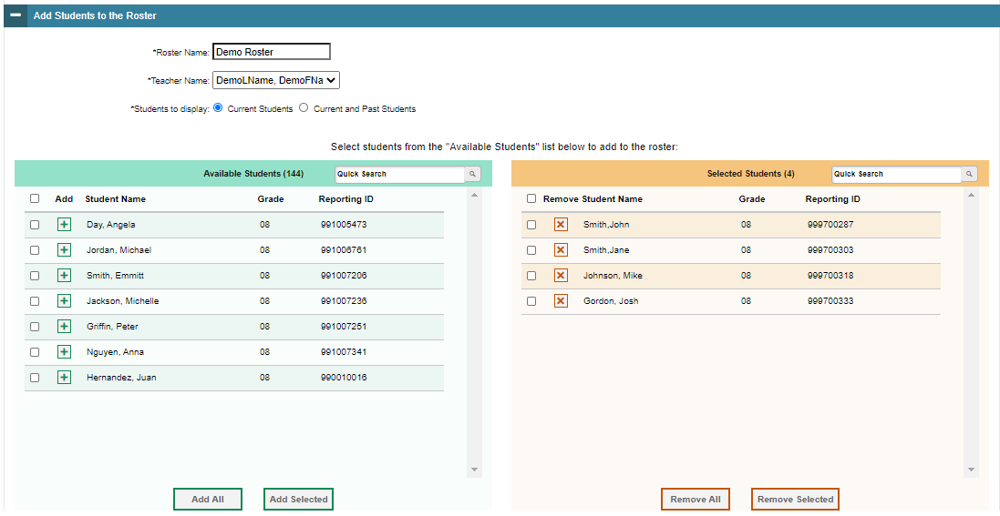 Add Students to the Roster
*Roster Name: Demo Roster
*Teacher Name: DemoLName, DemoFNa
*Students to display: Current Students Current and Past Students
Select students from the "Available Students" list below to add to the roster:
Available Students (144) Quick Search
Add Student Name Grade Reporting ID
Day, Angela 08 991005473
Jordan, Michael 08 991006761
Smith, Emmitt 08 991007206
Jackson, Michelle 08 991007236
Griffin, Peter 08 991007251
Nguyen, Anna 08 991007341
Hernandez, Juan 08 990010016
Add All Add Selected
Selected Students (4) Quick Search
Remove Student Name Grade Reporting ID
Smith,John 08 999700287
Smith,Jane 08 999700303
Johnson, Mike 08 999700318
Gordon, Josh 08 999700333
Remove All Remove Selected